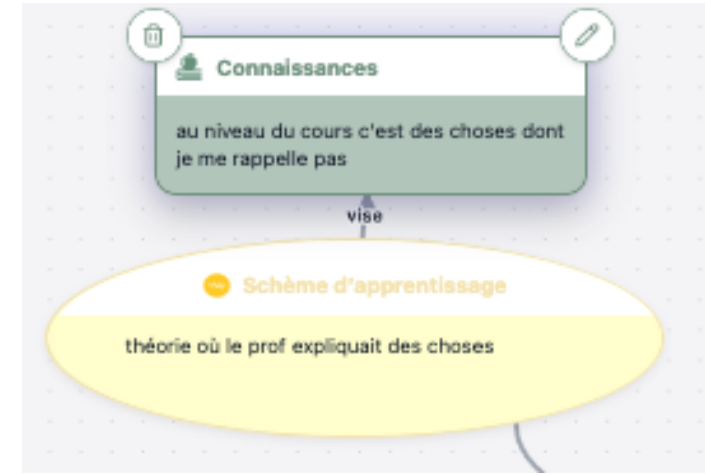 Connaissances
au niveau du cours c'est des choses dont
je me rappelle pas
vise
Schème d'apprentissage
théorie où le prof expliquait des choses